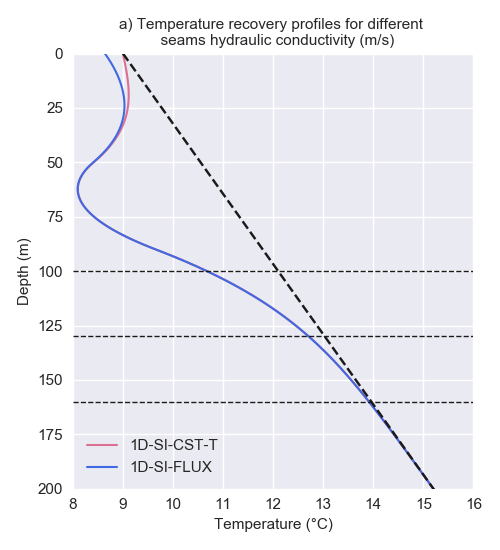 a) Temperature recovery profiles for different
seams hydraulic conductivity (m/s)
0
25
50
75
100
125
150
175
200
Depth (m)
1D-SI-CST-T
1D-SI-FLUX
8 9 10 11 12 13 14 15 16
Temperature (°C)